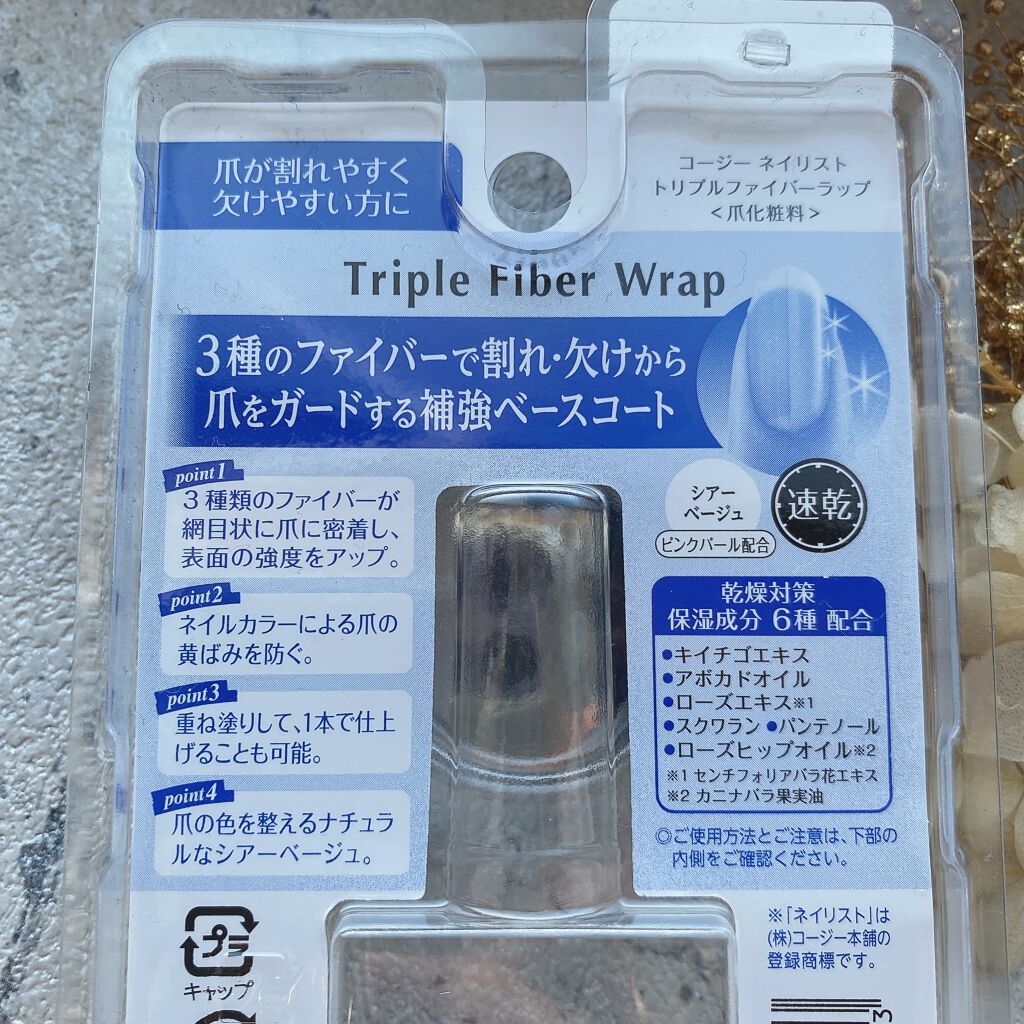 爪が割れやすく
欠けやすい方に
コージー ネイリスト
トリプルファイバーラップ
<爪化粧料>
Triple Fiber Wrap
3種のファイバーで割れ・欠けから
爪をガードする補強ベースコート
point1
3種類のファイバーが
網目状に爪に密着し、
表面の強度をアップ。
point2
ネイルカラーによる爪の
黄ばみを防ぐ。
point3
重ね塗りして、1本で仕上
げることも可能。
point4
爪の色を整えるナチュラ
ルなシアーベージュ。
シアー
ベージュ
ピンクパール配合
速乾
乾燥対策
保湿成分 6種 配合
●キイチゴエキス
●アボカドオイル
●ローズエキス※1
●スクワラン ●パンテノール
●ローズヒップオイル※2
※1 センチフォリアバラ花エキス
※2 カニナバラ果実油
◎ご使用方法とご注意は、下部の
内側をご確認ください。
※「ネイリスト」は
(株)コージー本舗の
登録商標です。
プラ
キャップ
3